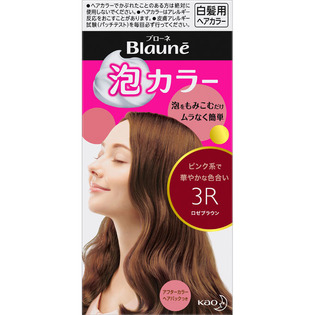 ●ヘアカラーでかぶれたことのある方は絶対に
使用しないでください。●ヘアカラーはアレルギー
反応をおこすことがあります。●皮膚アレルギー
試験(パッチテスト)を毎回必ず行ってください。
白髪用
ヘアカラー
ブローネ
Blauné
泡カラー
泡をもみこむだけ
ムラなく簡単
ピンク系で
華やかな色合い
3R
ロゼブラウン
アフターカラー
ヘアパックつき
Kao